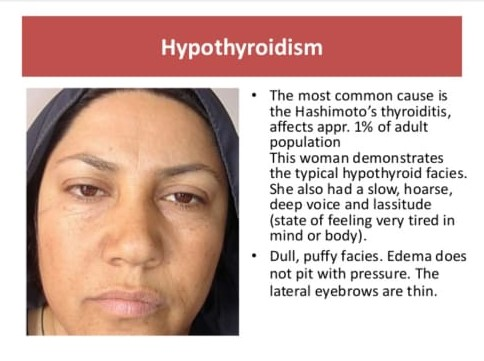 Hypothyroidism
• The most common cause is
the Hashimoto's thyroiditis,
affects appr. 1% of adult
population
This woman demonstrates
the typical hypothyroid facies.
She also had a slow, hoarse,
deep voice and lassitude
(state of feeling very tired in
mind or body).
• Dull, puffy facies. Edema does
not pit with pressure. The
lateral eyebrows are thin.